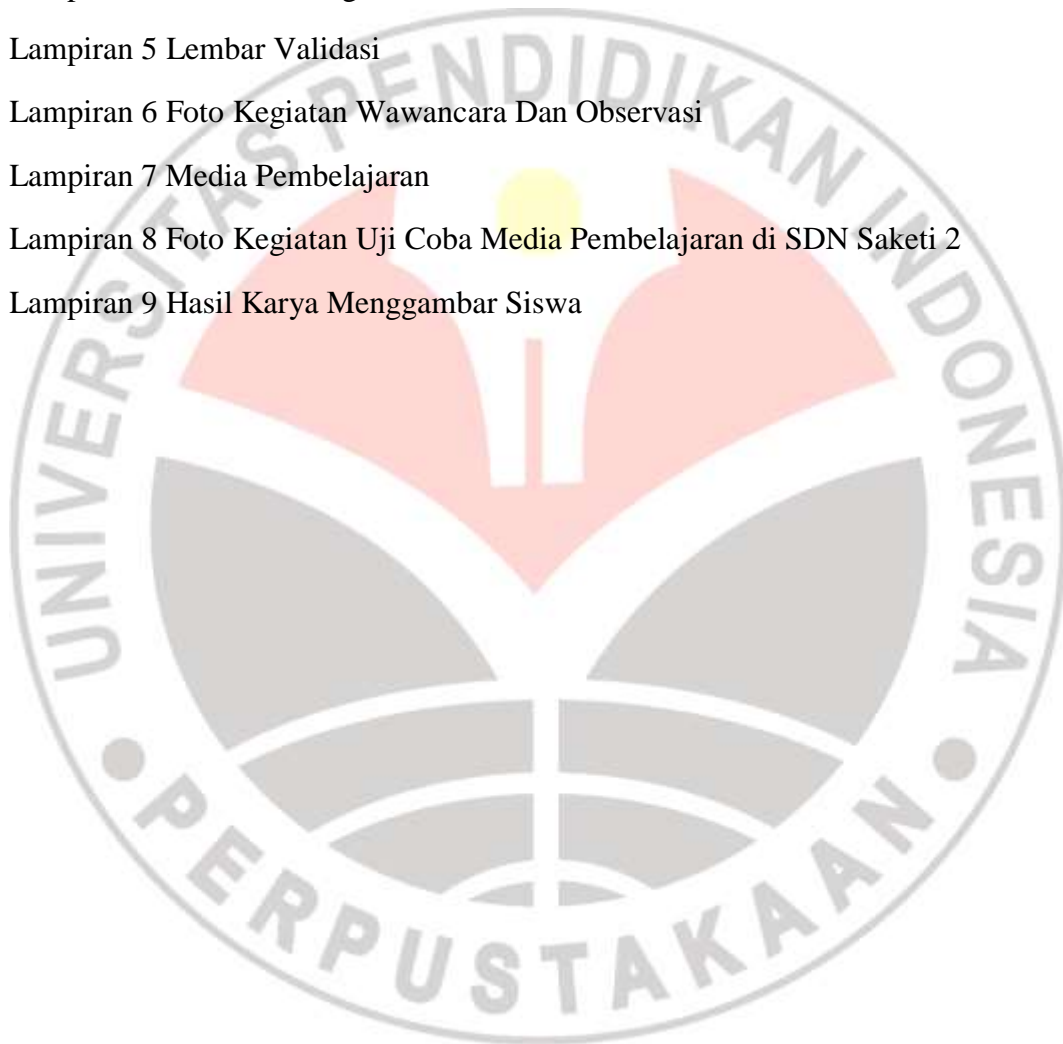 Lampiran 5 Lembar Validasi
Lampiran 6 Foto Kegiatan Wawancara Dan Observasi
Lampiran 7 Media Pembelajaran
Lampiran 8 Foto Kegiatan Uji Coba Media Pembelajaran di SDN Saketi 2
Lampiran 9 Hasil Karya Menggambar Siswa
UNIVERSITAS PENDIDIKAN INDONESIA
PERPUSTAKAAN